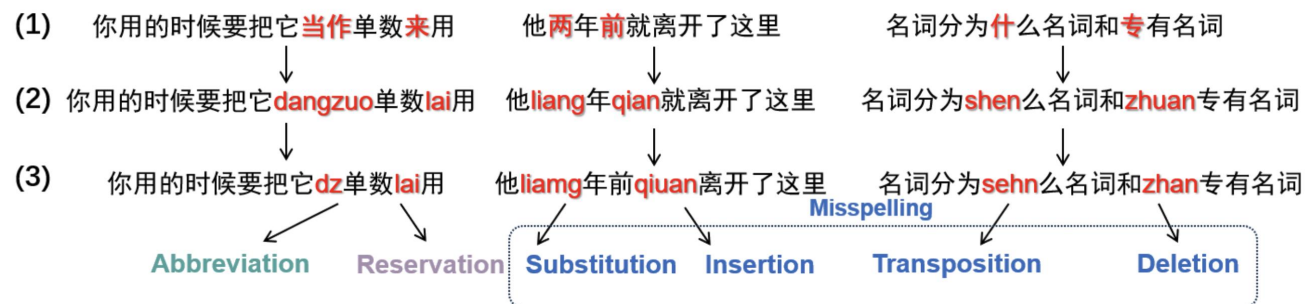 (1) 你用的时候要把它当作单数来用 他两年前就离开了这里 名词分为什么名词和专有名词
(2) 你用的时候要把它dangzuo单数lai用 他liang年qian就离开了这里 名词分为shen么名词和zhuan专有名词
(3) 你用的时候要把它dz单数lai用 他liamg年前qiuan离开了这里 名词分为sehn么名词和zhan专有名词
Misspelling
Abbreviation Reservation Substitution Insertion Transposition Deletion